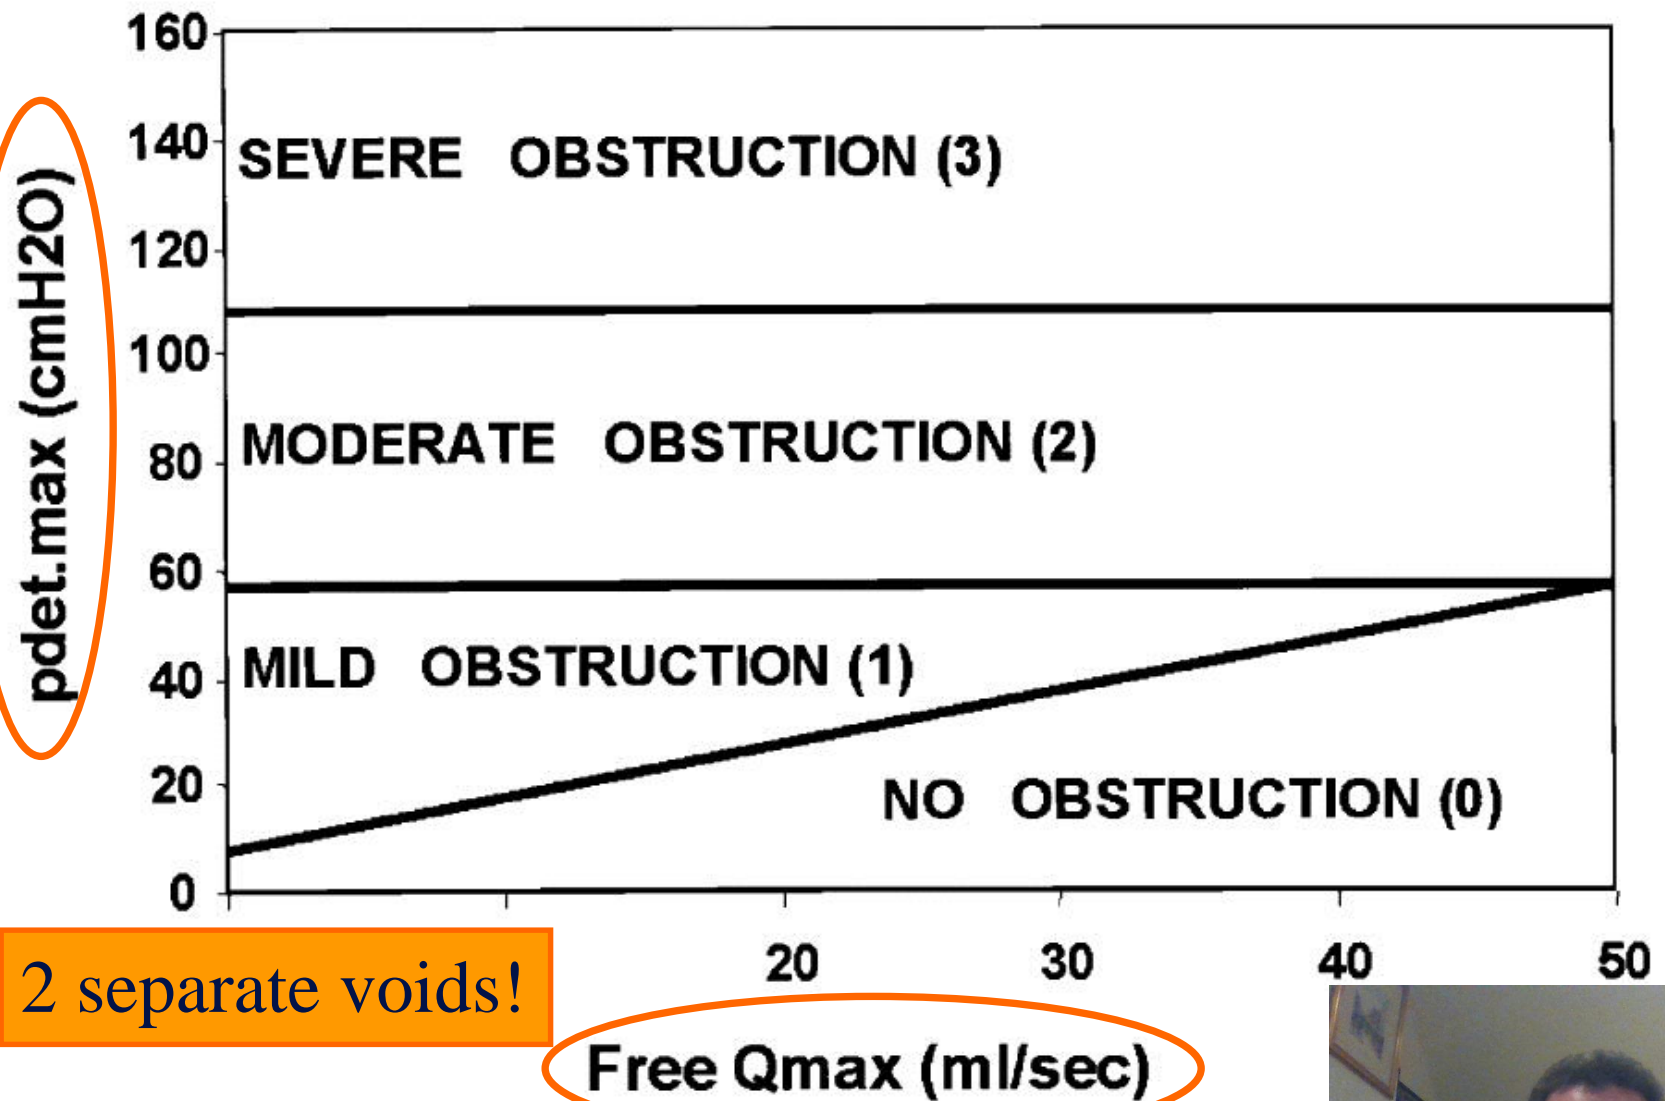 160
140
SEVERE OBSTRUCTION (3)
120
100
MODERATE OBSTRUCTION (2)
80
60
MILD OBSTRUCTION (1)
40
20
NO OBSTRUCTION (0)
0
pdet.max (cmH2O)
20 30 40 50
2 separate voids!
Free Qmax (ml/sec)